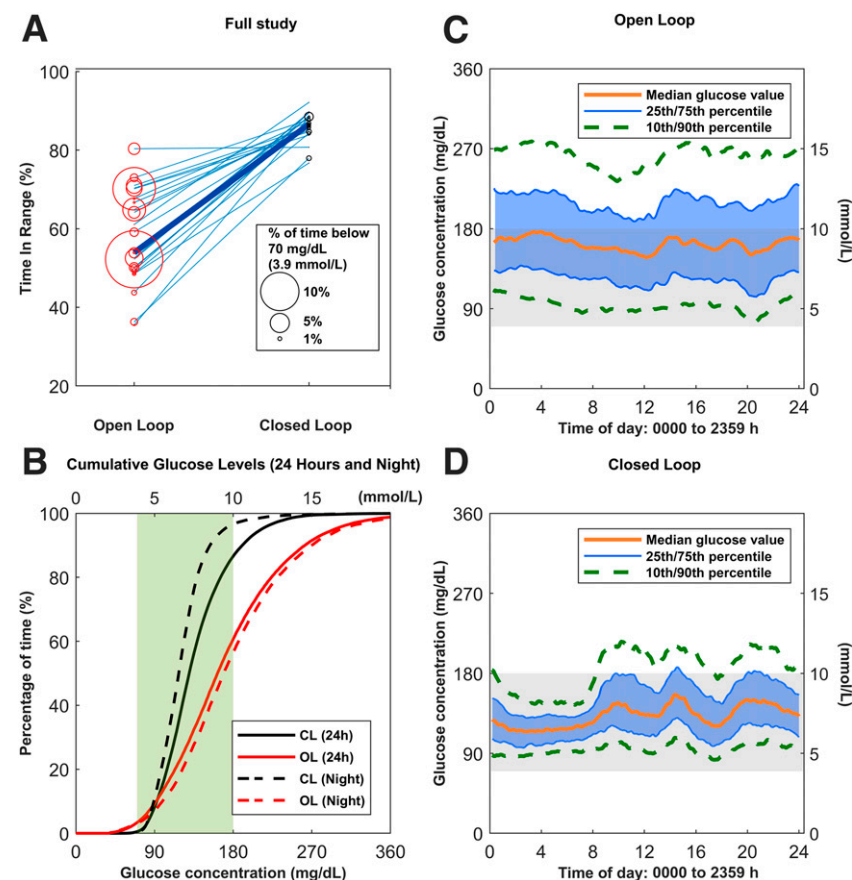 A
Full study
Time In Range (%)
100
80
60
40
20
% of time below
70 mg/dL
(3.9 mmol/L)
10%
5%
1%
Open Loop
Closed Loop
C
Open Loop
Glucose concentration (mg/dL)
360
270
180
90
0
Median glucose value
25th/75th percentile
10th/90th percentile
15
10
5
0
(mmol/L)
0
4
8
12
16
20
24
Time of day: 0000 to 2359 h
B
Cumulative Glucose Levels (24 Hours and Night)
0
5
10
15
(mmol/L)
Percentage of time (%)
100
80
60
40
20
0
CL (24h)
OL (24h)
CL (Night)
OL (Night)
0
90
180
270
360
Glucose concentration (mg/dL)
D
Closed Loop
Glucose concentration (mg/dL)
360
270
180
90
0
Median glucose value
25th/75th percentile
10th/90th percentile
15
10
5
0
(mmol/L)
0
4
8
12
16
20
24
Time of day: 0000 to 2359 h